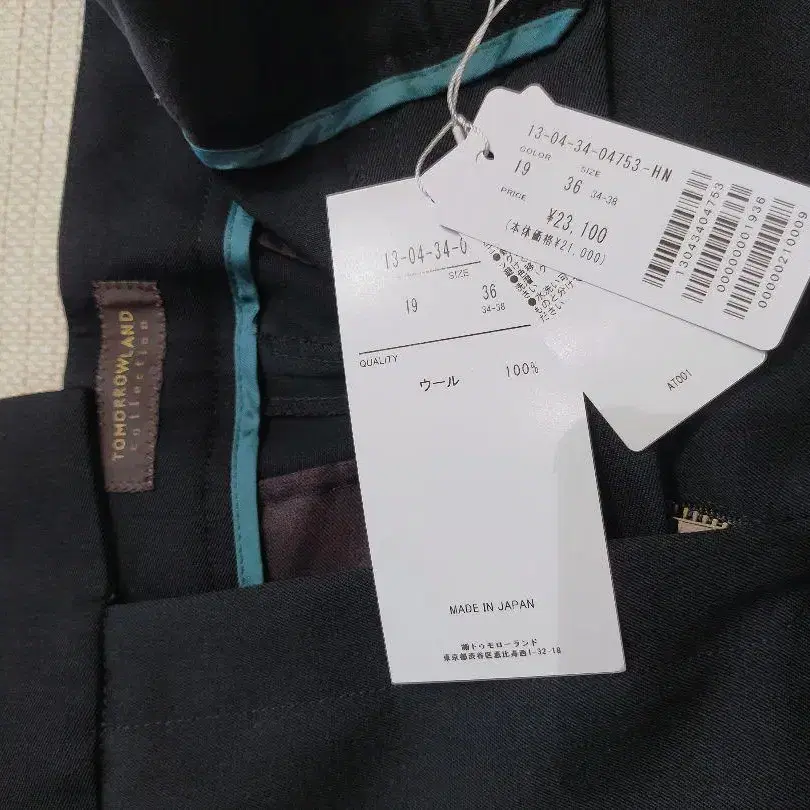 13-04-34-04753-HN
COLOR SIZE
19 36 34-38
PRICE
¥23,100
(本体価格¥21,000)
13043404753
00000001936
00000210009
13-04-34-0
SIZE
19 36
34-38
QUALITY
ウール 100%
MADE IN JAPAN
㈱トゥモローランド
東京都渋谷区恵比寿西1-32-18
AT001
TOMORROWLAND
collection